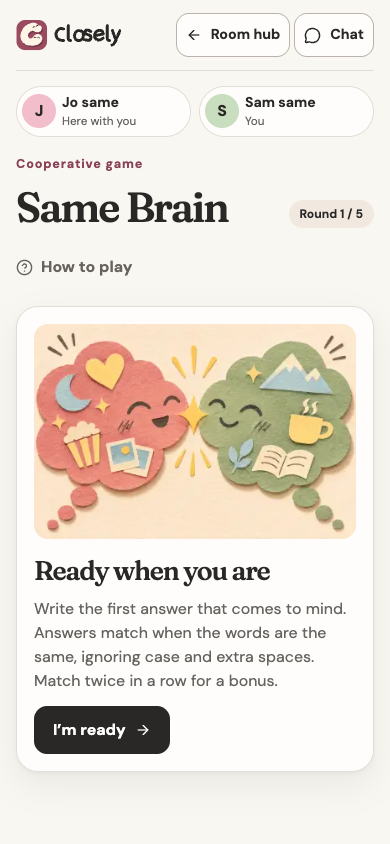 Closely
Room hub
Chat
J
Jo same
Here with you
S
Sam same
You
Cooperative game
Same Brain
Round 1 / 5
How to play
Ready when you are
Write the first answer that comes to mind.
Answers match when the words are the
same, ignoring case and extra spaces.
Match twice in a row for a bonus.
I’m ready